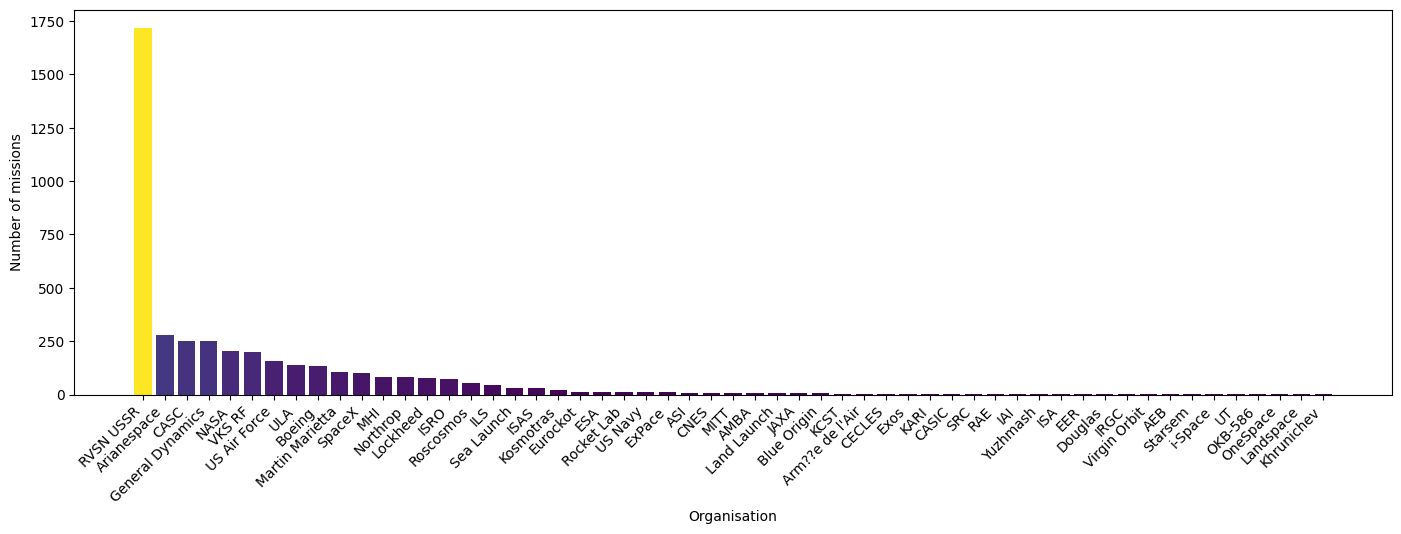 1750
1500
1250
1000
750
500
250
0
Number of missions
RVSN USSR
Arianespace
CASC
General Dynamics
NASA
VKS RF
US Air Force
ULA
Boeing
Martin Marietta
SpaceX
MHI
Northrop
Lockheed
ISRO
Roscosmos
ILS
Sea Launch
ISAS
Kosmotras
Eurockot
ESA
Rocket Lab
US Navy
ExPace
ASI
CNES
MITT
AMBA
Land Launch
JAXA
Blue Origin
KCST
Arm??e de l'Air
CECLES
Exos
KARI
CASIC
SRC
RAE
IAI
Yuzhmash
ISA
EER
Douglas
IRGC
Virgin Orbit
AEB
Starsem
i-Space
UT
OKB-586
OneSpace
Landspace
Khrunichev
Organisation